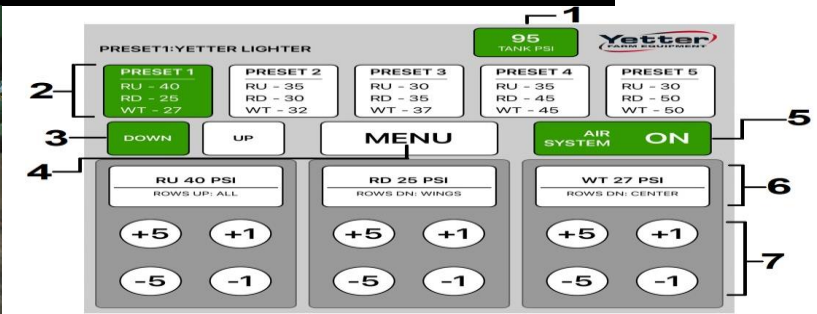 1
95
TANK PSI
Yetter
FARM EQUIPMENT
PRESET1:YETTER LIGHTER
2
PRESET 1
RU - 40
RD - 25
WT - 27
PRESET 2
RU - 35
RD - 30
WT - 32
PRESET 3
RU - 30
RD - 35
WT - 37
PRESET 4
RU - 35
RD - 45
WT - 45
PRESET 5
RU - 30
RD - 50
WT - 50
3
DOWN
UP
MENU
AIR
SYSTEM
ON
5
4
RU 40 PSI
ROWS UP: ALL
RD 25 PSI
ROWS DN: WINGS
WT 27 PSI
ROWS DN: CENTER
6
+5 +1
+5 +1
+5 +1
7
-5 -1
-5 -1
-5 -1